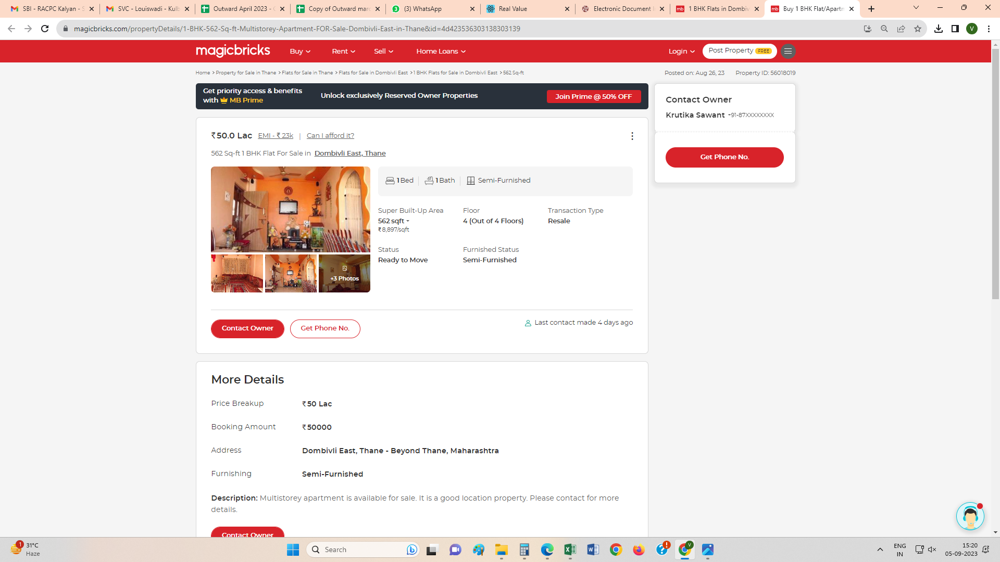 SBI - RACPC Kalyan - S
SVC - Louiswadi - Kulb
Outward April 2023 - C
Copy of Outward marc
(3) WhatsApp
Real Value
Electronic Document I
1 BHK Flats in Dombiv
Buy 1 BHK Flat/Apartm
magicbricks.com/propertyDetails/1-BHK-562-Sq-ft-Multistorey-Apartment-FOR-Sale-Dombivli-East-in-Thane&id=4d423536303138303139
V
magicbricks Buy Rent Sell Home Loans Login Post Property FREE
Home > Property for Sale in Thane > Flats for Sale in Thane > Flats for Sale in Dombivli East > 1 BHK Flats for Sale in Dombivli East > 562 Sq-ft
Posted on: Aug 26, 23 Property ID: 56018019
Get priority access & benefits
with MB Prime
Unlock exclusively Reserved Owner Properties
Join Prime @ 50% OFF
Contact Owner
Krutika Sawant +91-87XXXXXXXX
Get Phone No.
₹50.0 Lac EMI - ₹ 23k | Can I afford it?
562 Sq-ft 1 BHK Flat For Sale in Dombivli East, Thane
magicbricks
+3 Photos
1 Bed 1 Bath Semi-Furnished
Super Built-Up Area Floor Transaction Type
562 sqft 4 (Out of 4 Floors) Resale
₹8,897/sqft
Status Furnished Status
Ready to Move Semi-Furnished
Contact Owner Get Phone No. Last contact made 4 days ago
More Details
Price Breakup ₹50 Lac
Booking Amount ₹50000
Address Dombivli East, Thane - Beyond Thane, Maharashtra
Furnishing Semi-Furnished
Description: Multistorey apartment is available for sale. It is a good location property. Please contact for more
details.
Contact Owner
1
31°C
Haze
Search
ENG
IN
15:20
05-09-2023